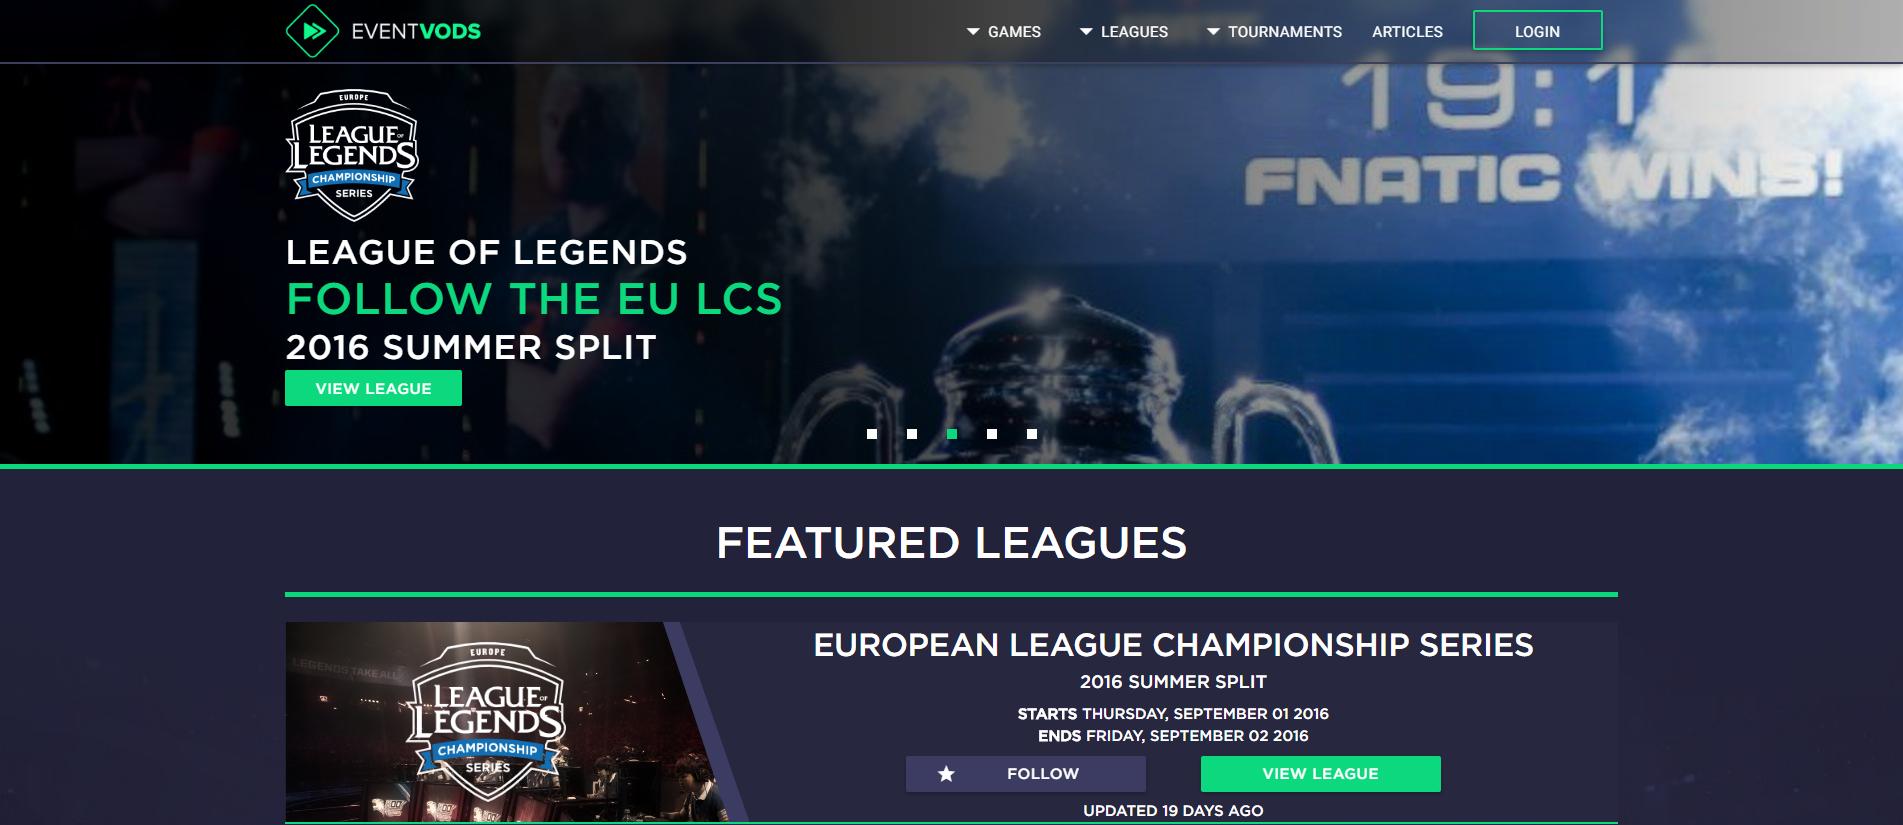 EVENTVODS
GAMES
LEAGUES
TOURNAMENTS
ARTICLES
LOGIN
19:1
FNATIC WINS!
EUROPE
LEAGUE OF
LEGENDS
CHAMPIONSHIP
SERIES
LEAGUE OF LEGENDS
FOLLOW THE EU LCS
2016 SUMMER SPLIT
VIEW LEAGUE
FEATURED LEAGUES
LEGENDS TAKE ALL
EUROPE
LEAGUE OF
LEGENDS
CHAMPIONSHIP
SERIES
EUROPEAN LEAGUE CHAMPIONSHIP SERIES
2016 SUMMER SPLIT
STARTS THURSDAY, SEPTEMBER 01 2016
ENDS FRIDAY, SEPTEMBER 02 2016
FOLLOW
VIEW LEAGUE
UPDATED 19 DAYS AGO